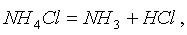 NH₄Cl = NH₃ + HCl ,